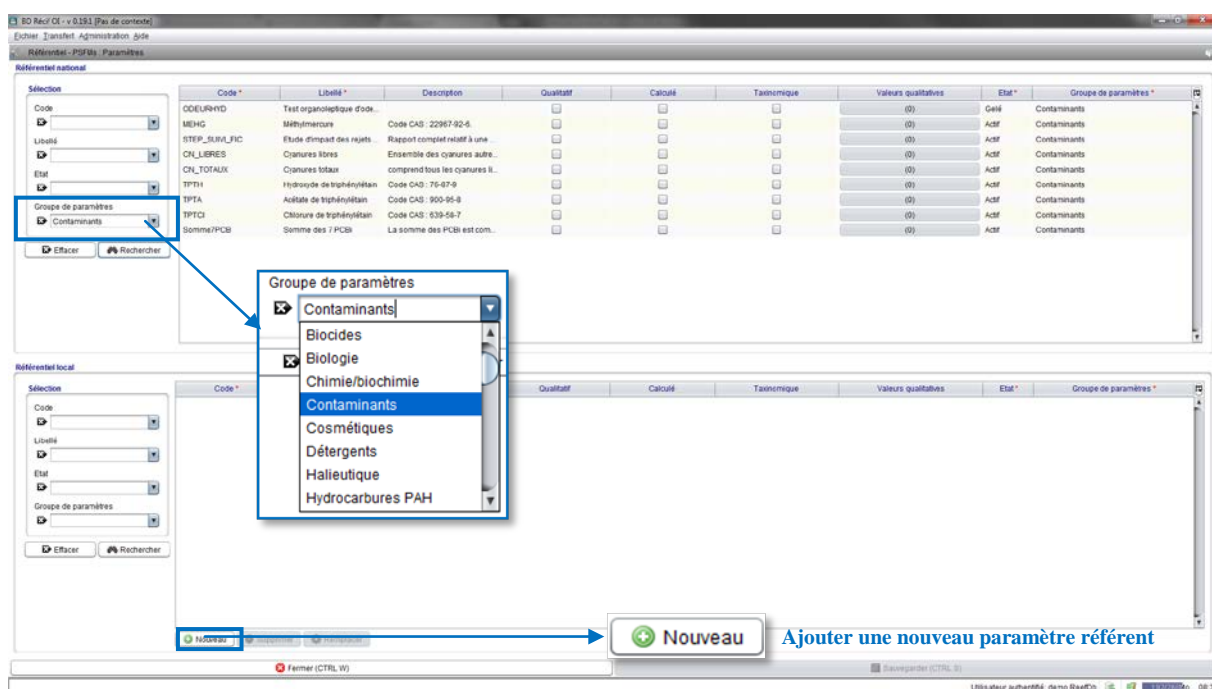 BD Récif OI - v 0.19.1 [Pas de contexte]
Fichier Transfert Administration Aide
Référentiel - PSFUs : Paramètres
Référentiel national
Sélection
Code
Libellé
Etat
Groupe de paramètres
Contaminants
Effacer Rechercher
Code * Libellé * Description Qualitatif Calculé Taxinomique Valeurs qualitatives Etat * Groupe de paramètres *
ODEURHYD Test organoleptique d'ode... (0) Gelé Contaminants
MEHG Méthylmercure Code CAS : 22967-92-6. (0) Actif Contaminants
STEP_SUIVI_FIC Etude d'impact des rejets ... Rapport complet relatif à une ... (0) Actif Contaminants
CN_LIBRES Cyanures libres Ensemble des cyanures autre... (0) Actif Contaminants
CN_TOTAUX Cyanures totaux comprend tous les cyanures li... (0) Actif Contaminants
TPTH Hydroxyde de triphénylétain Code CAS : 76-87-9 (0) Actif Contaminants
TPTA Acétate de triphénylétain Code CAS : 900-95-8 (0) Actif Contaminants
TPTCl Chlorure de triphénylétain Code CAS : 639-58-7 (0) Actif Contaminants
Somme7PCB Somme des 7 PCBi La somme des PCBi est com... (0) Actif Contaminants
Groupe de paramètres
Contaminants
Biocides
Biologie
Chimie/biochimie
Contaminants
Cosmétiques
Détergents
Halieutique
Hydrocarbures PAH
Référentiel local
Sélection
Code
Libellé
Etat
Groupe de paramètres
Effacer Rechercher
Code * Qualitatif Calculé Taxinomique Valeurs qualitatives Etat * Groupe de paramètres *
Nouveau Supprimer Remplacer
Nouveau Ajouter une nouveau paramètre référent
Fermer (CTRL W) Sauvegarder (CTRL S)
Utilisateur authentifié: demo ReefDb